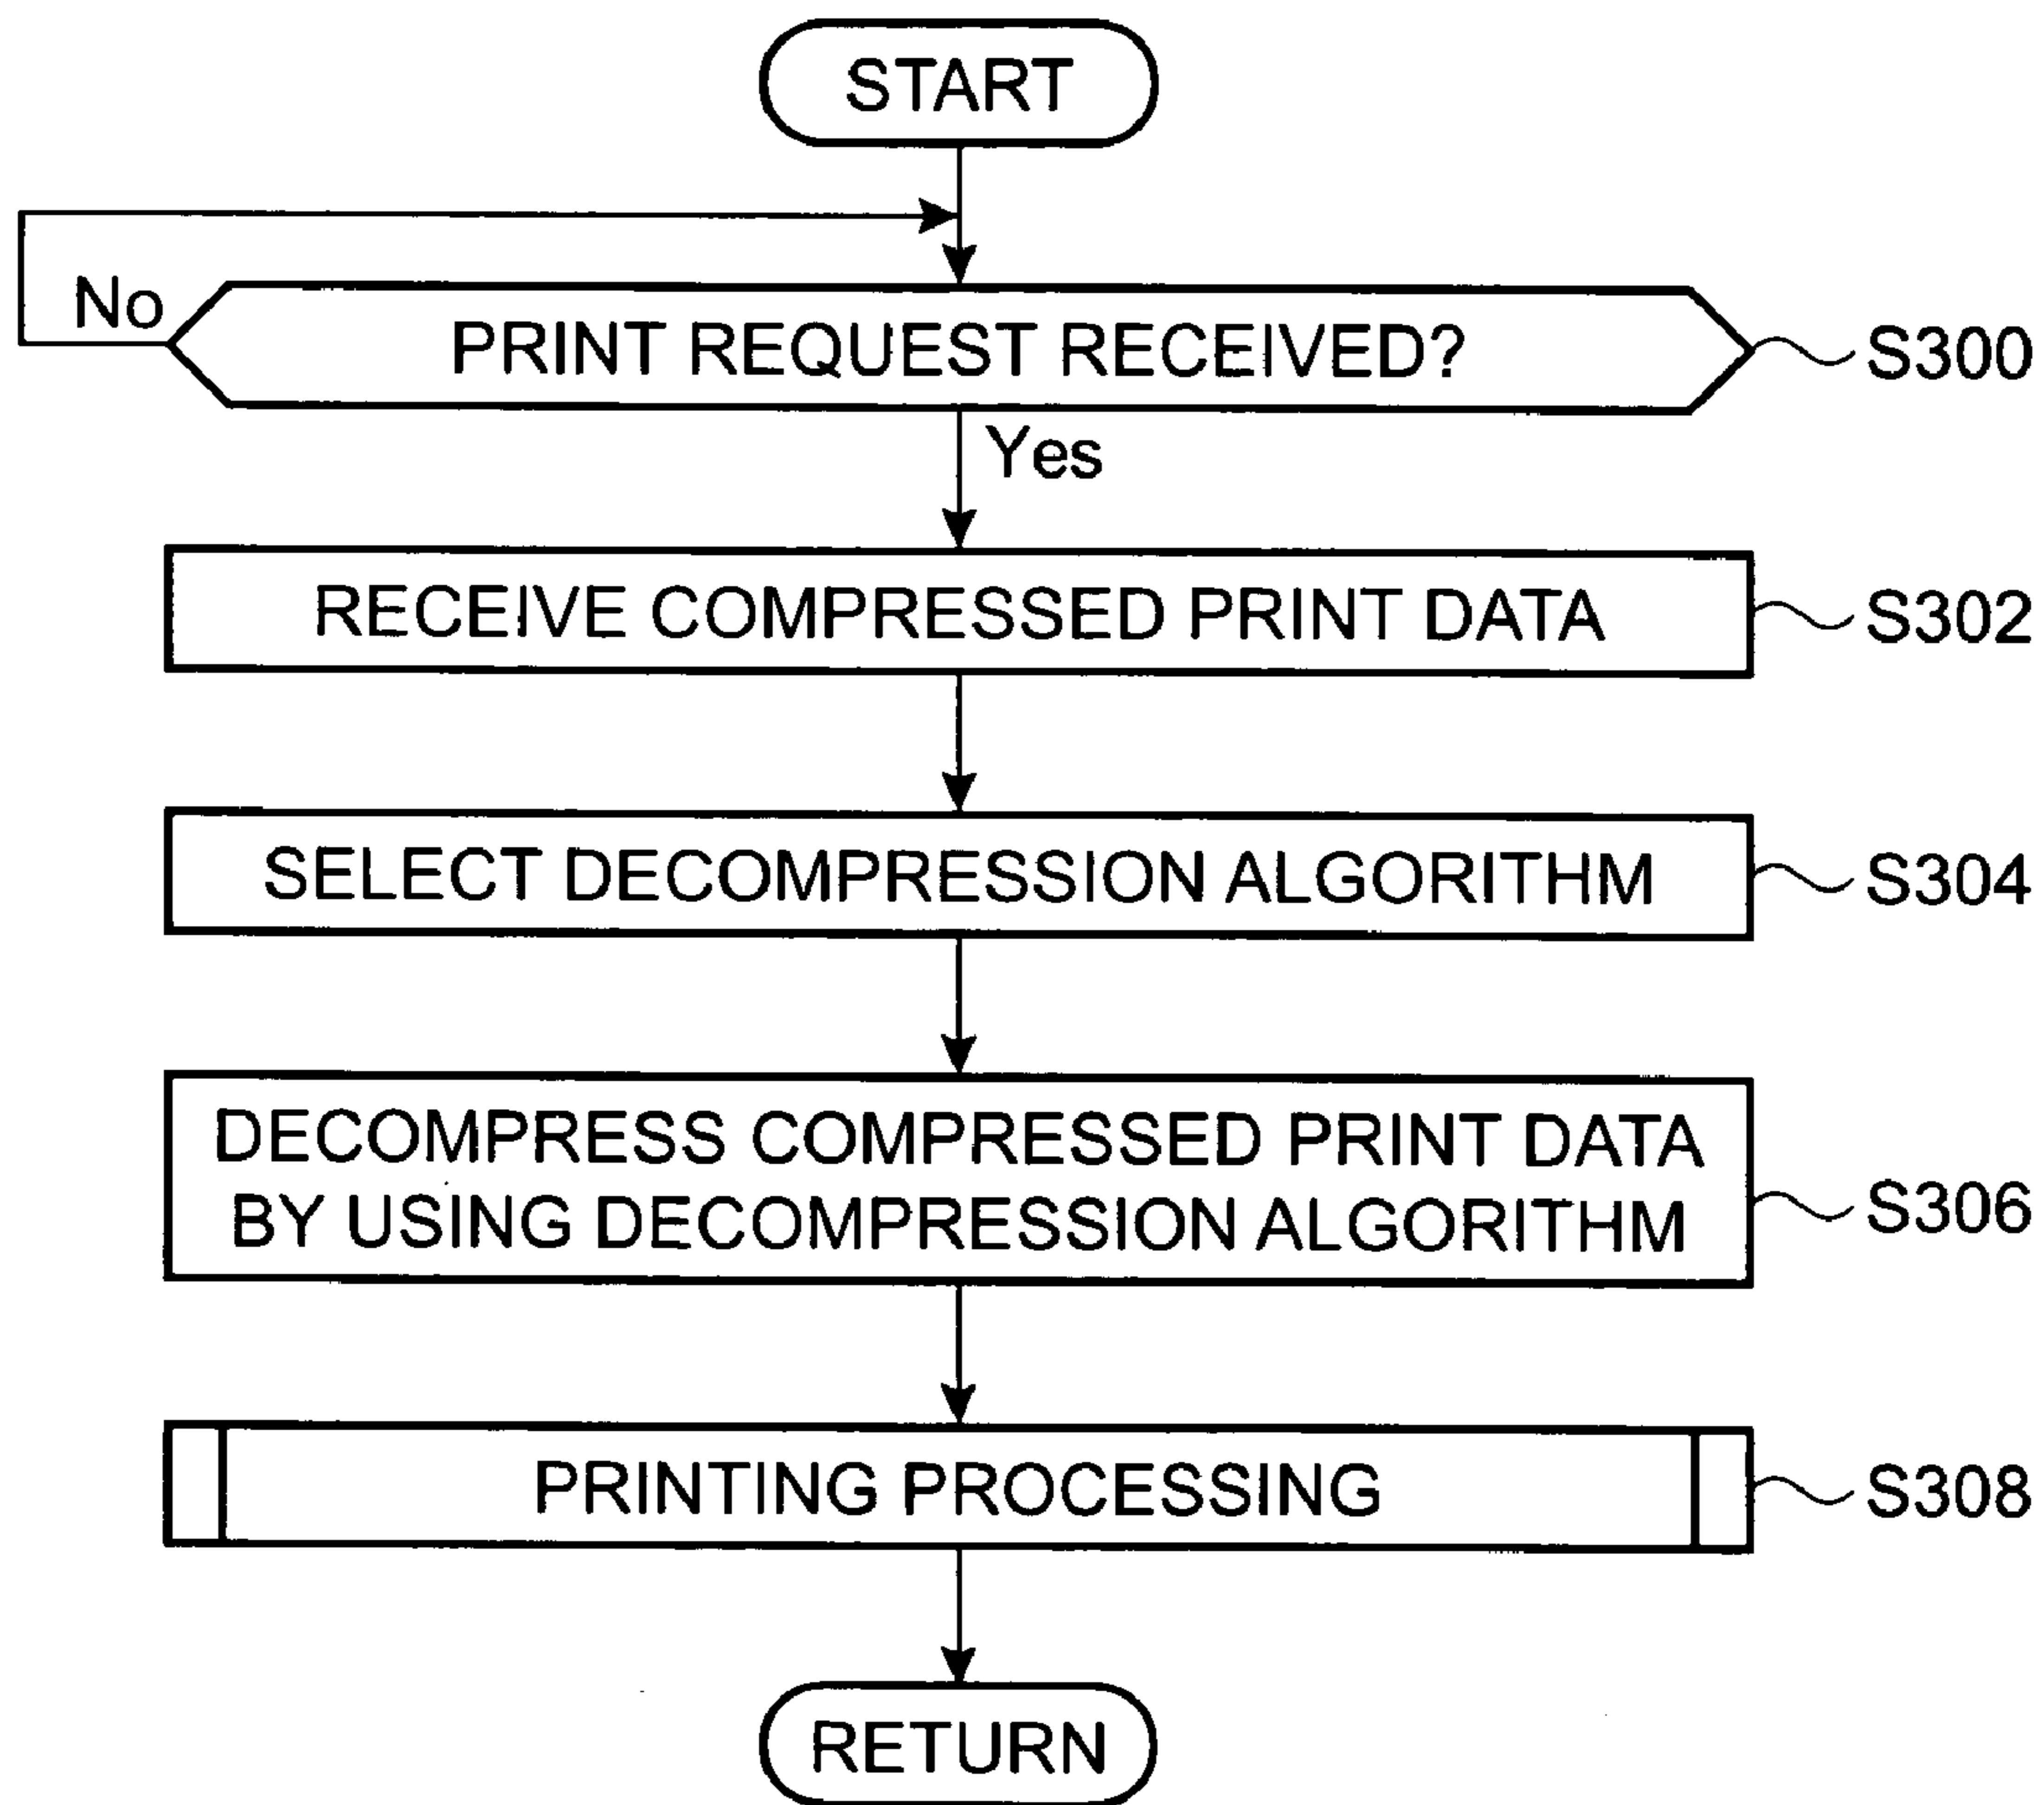 START
No
PRINT REQUEST RECEIVED?
S300
Yes
RECEIVE COMPRESSED PRINT DATA
S302
SELECT DECOMPRESSION ALGORITHM
S304
DECOMPRESS COMPRESSED PRINT DATA
BY USING DECOMPRESSION ALGORITHM
S306
PRINTING PROCESSING
S308
RETURN